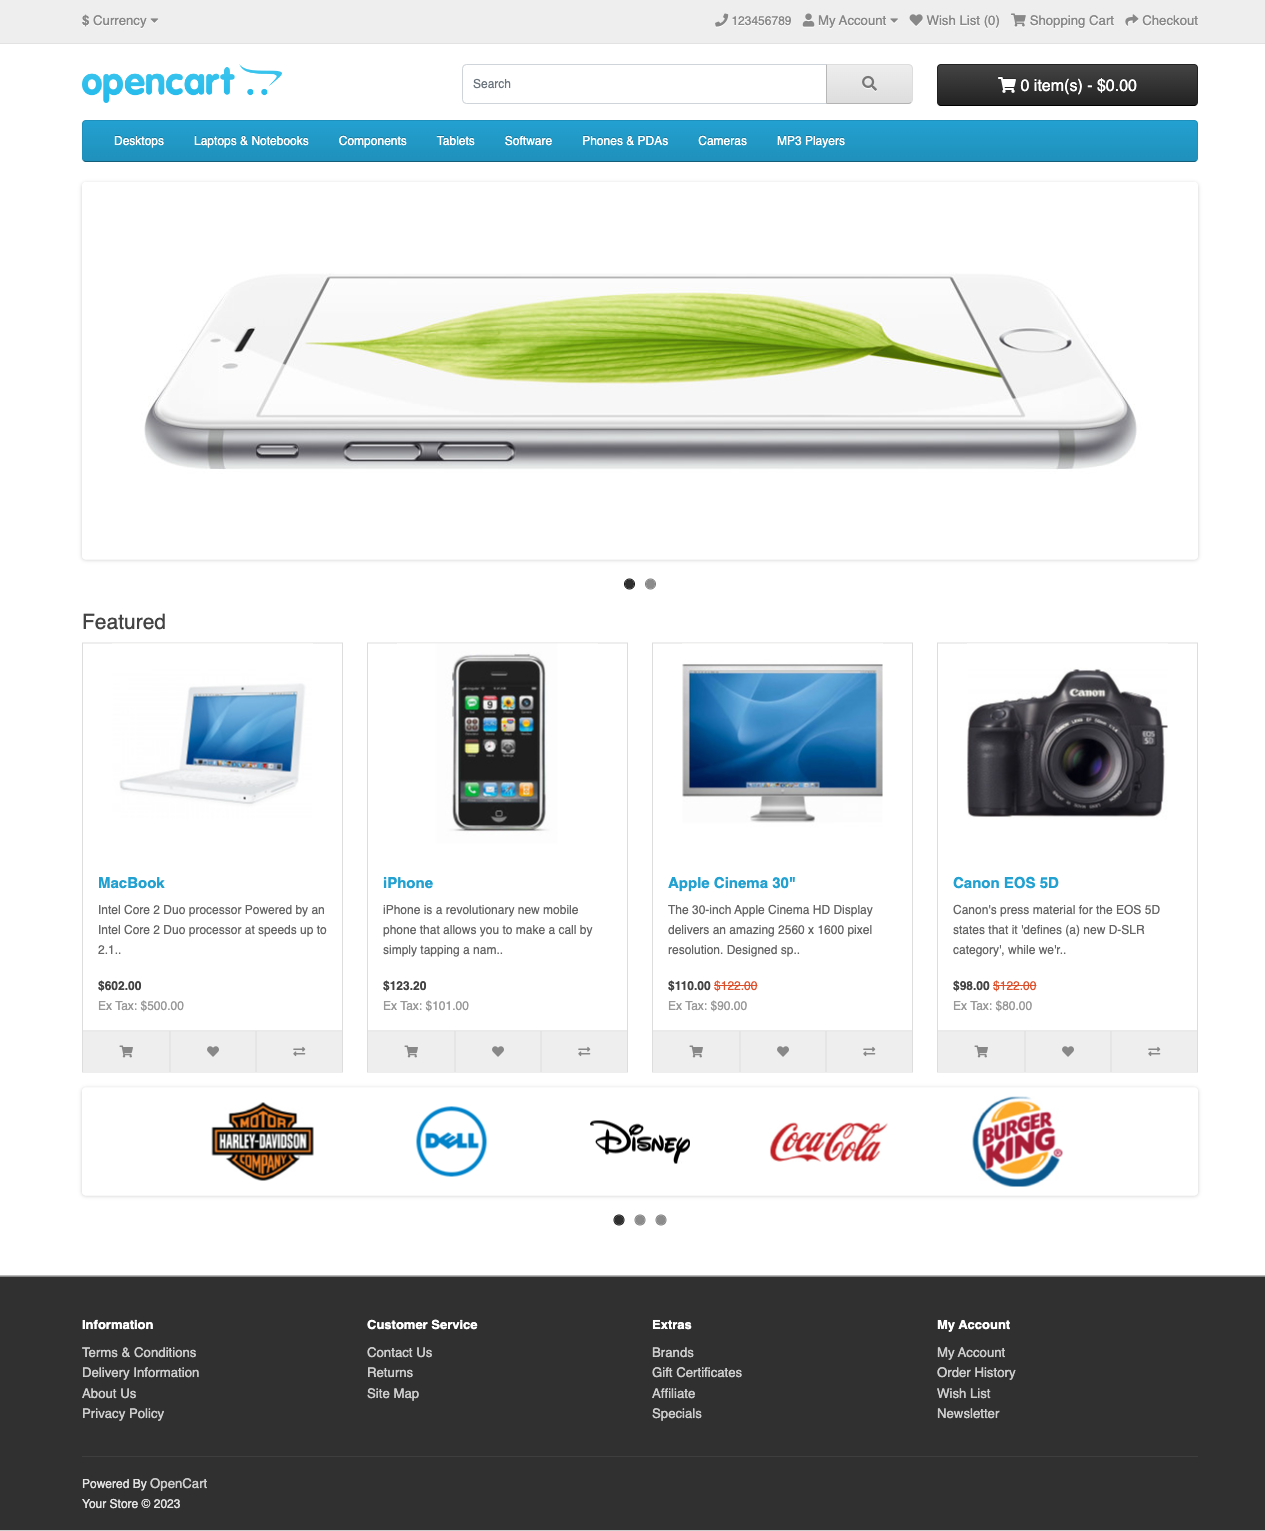 $ Currency
123456789 My Account Wish List (0) Shopping Cart Checkout
opencart
Search
0 item(s) - $0.00
Desktops Laptops & Notebooks Components Tablets Software Phones & PDAs Cameras MP3 Players
Featured
Canon
EOS
5D
MacBook
Intel Core 2 Duo processor Powered by an
Intel Core 2 Duo processor at speeds up to
2.1..
$602.00
Ex Tax: $500.00
iPhone
iPhone is a revolutionary new mobile
phone that allows you to make a call by
simply tapping a nam..
$123.20
Ex Tax: $101.00
Apple Cinema 30"
The 30-inch Apple Cinema HD Display
delivers an amazing 2560 x 1600 pixel
resolution. Designed sp..
$110.00 $122.00
Ex Tax: $90.00
Canon EOS 5D
Canon's press material for the EOS 5D
states that it 'defines (a) new D-SLR
category', while we'r..
$98.00 $122.00
Ex Tax: $80.00
MOTOR
HARLEY-DAVIDSON
COMPANY
DELL
Disney
Coca-Cola
BURGER
KING
®
Information
Terms & Conditions
Delivery Information
About Us
Privacy Policy
Customer Service
Contact Us
Returns
Site Map
Extras
Brands
Gift Certificates
Affiliate
Specials
My Account
My Account
Order History
Wish List
Newsletter
Powered By OpenCart
Your Store © 2023